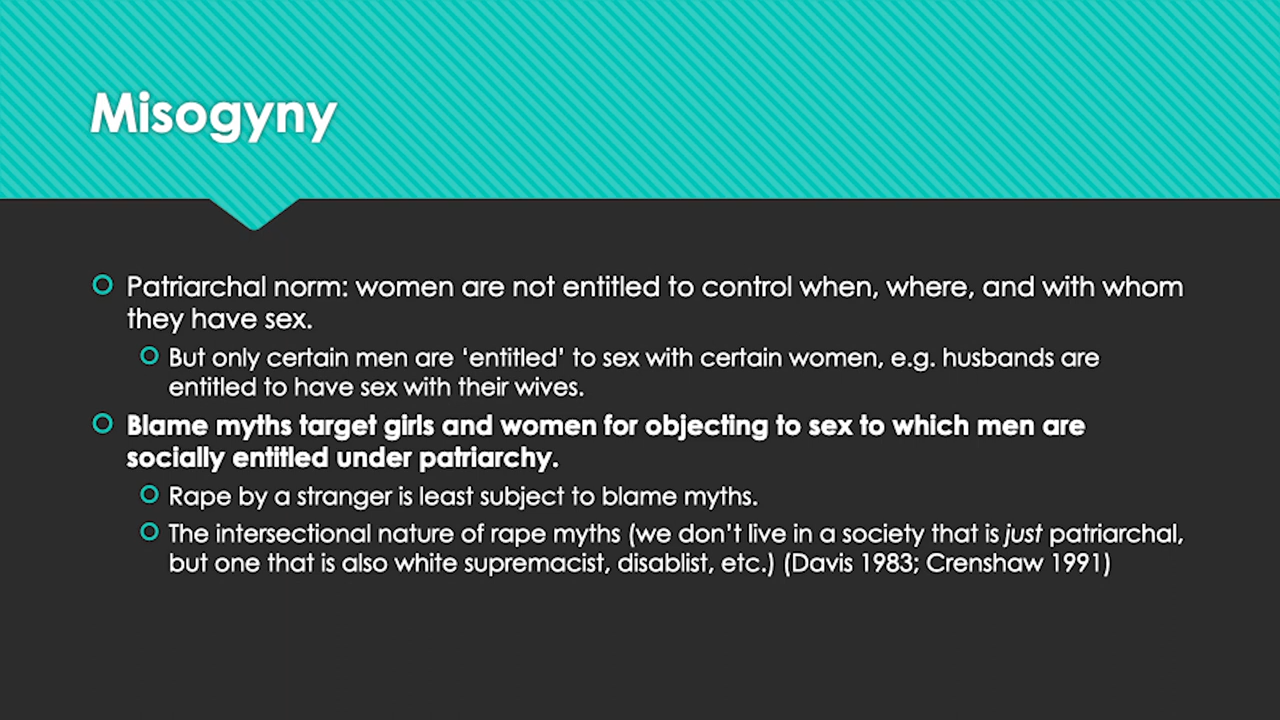 Misogyny
Patriarchal norm: women are not entitled to control when, where, and with whom
they have sex.
But only certain men are ‘entitled’ to sex with certain women, e.g. husbands are
entitled to have sex with their wives.
Blame myths target girls and women for objecting to sex to which men are
socially entitled under patriarchy.
Rape by a stranger is least subject to blame myths.
The intersectional nature of rape myths (we don’t live in a society that is just patriarchal,
but one that is also white supremacist, disablist, etc.) (Davis 1983; Crenshaw 1991)